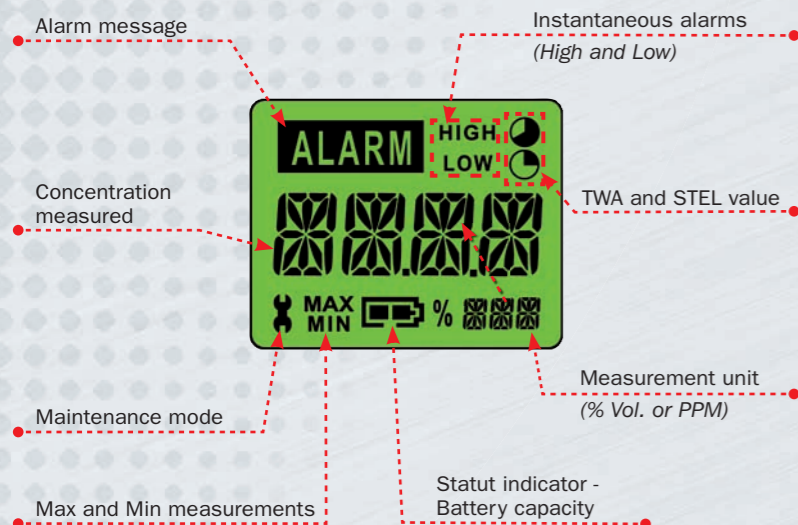 Alarm message
Instantaneous alarms
(High and Low)
ALARM
HIGH
LOW
Concentration
measured
TWA and STEL value
MAX
MIN
%
Measurement unit
(% Vol. or PPM)
Maintenance mode
Statut indicator -
Battery capacity
Max and Min measurements